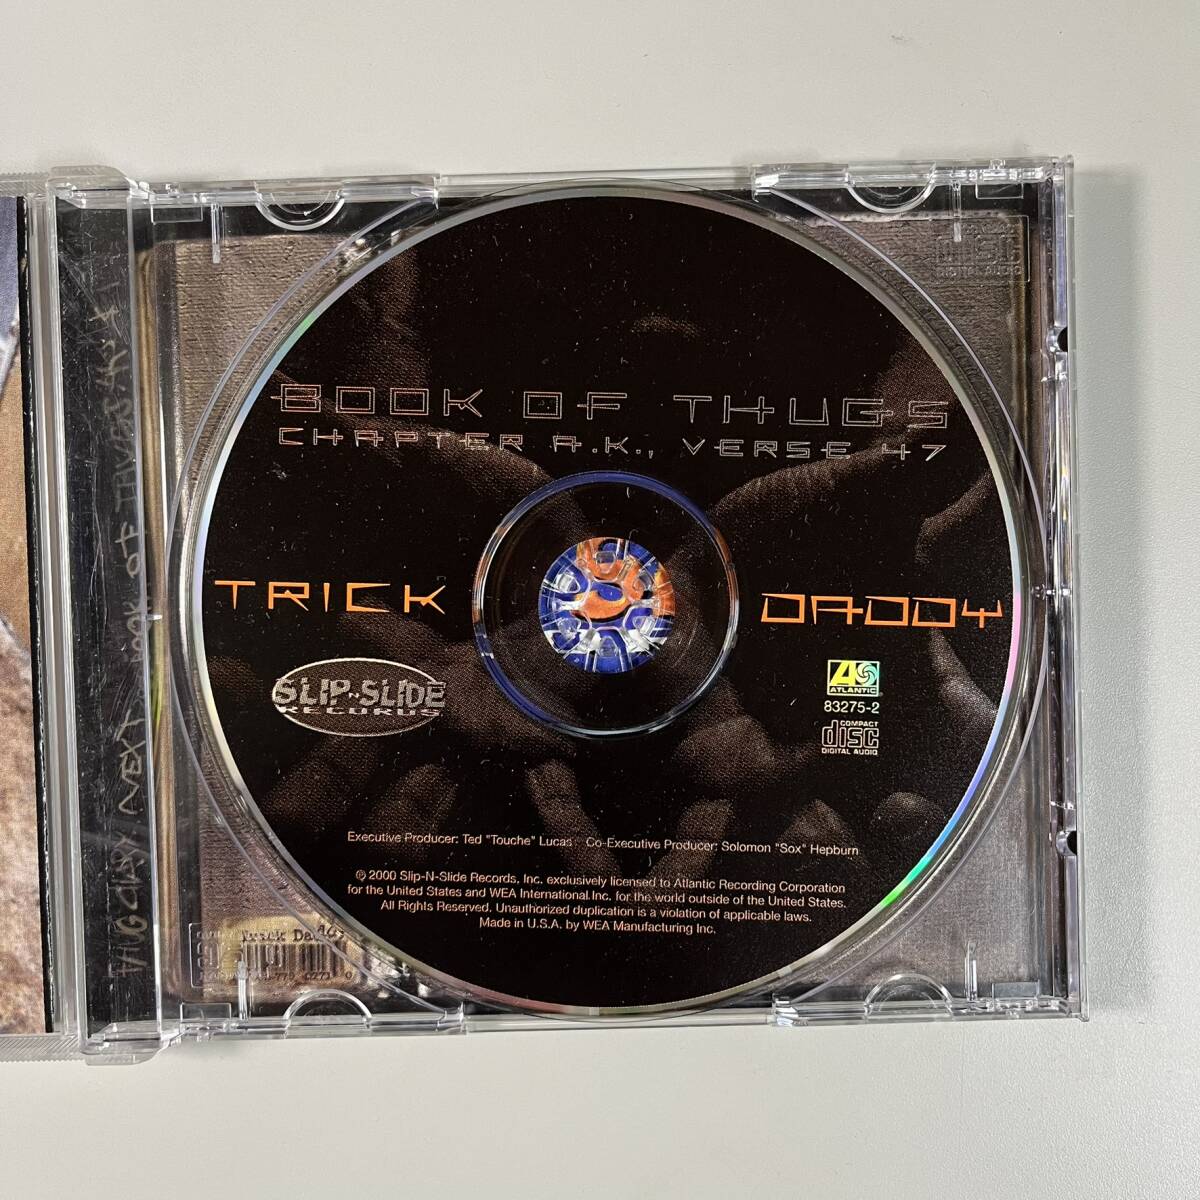 BOOK OF THUGS
CHAPTER A.K., VERSE 47
TRICK DADDY
SLIP N SLIDE
RECORDS
ATLANTIC
83275-2
COMPACT
disc
DIGITAL AUDIO
Executive Producer: Ted "Touche" Lucas Co-Executive Producer: Solomon "Sox" Hepburn
℗ 2000 Slip-N-Slide Records, Inc. exclusively licensed to Atlantic Recording Corporation
for the United States and WEA International Inc. for the world outside of the United States.
All Rights Reserved. Unauthorized duplication is a violation of applicable laws.
Made in U.S.A. by WEA Manufacturing Inc.
disc
DIGITAL AUDIO